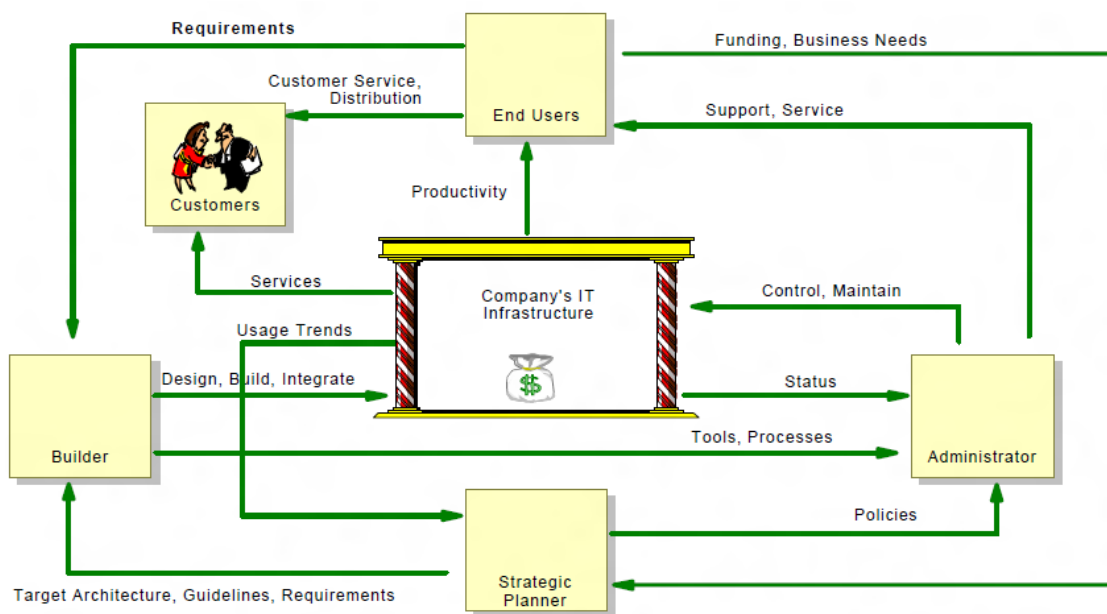 Requirements
Funding, Business Needs
Customer Service,
Distribution
End Users
Support, Service
Customers
Productivity
Services
Company's IT
Infrastructure
Control, Maintain
Usage Trends
$
Design, Build, Integrate
Status
Builder
Tools, Processes
Administrator
Policies
Strategic
Planner
Target Architecture, Guidelines, Requirements